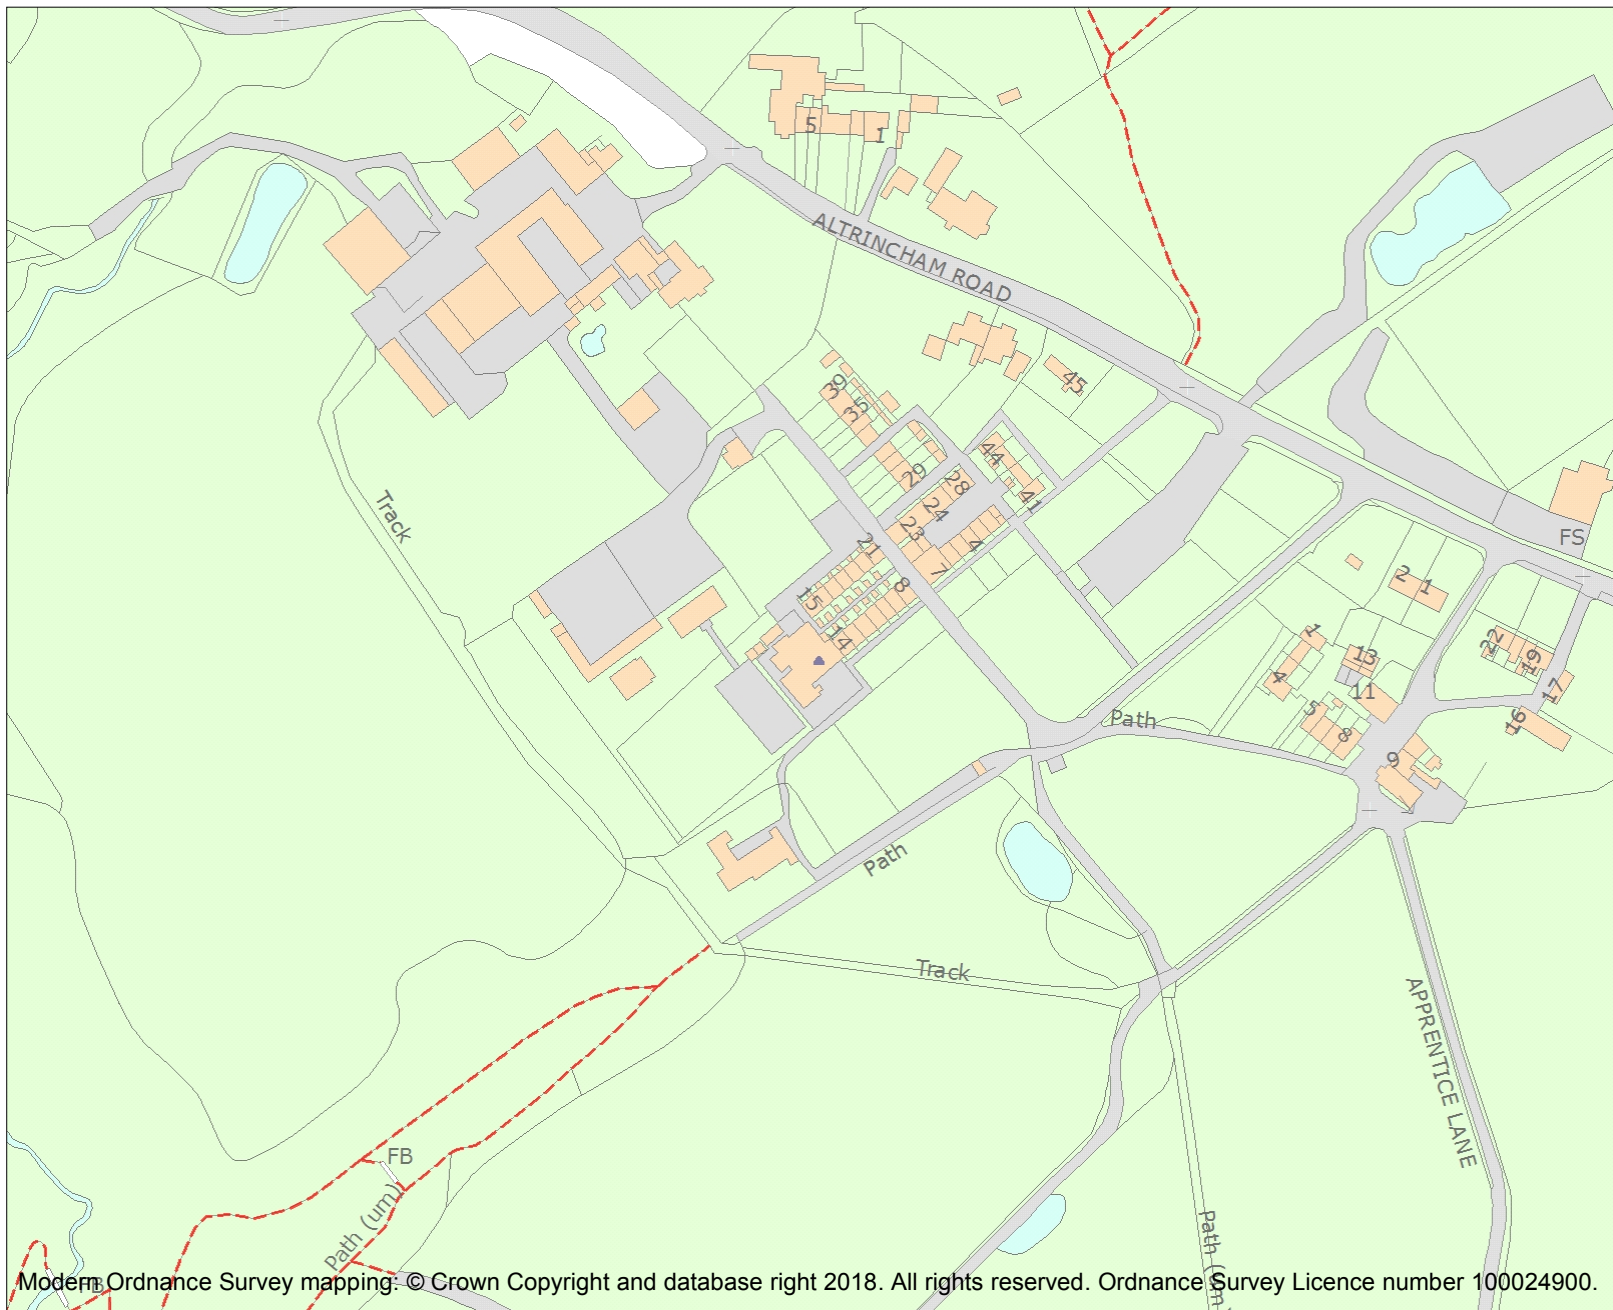 5
1
ALTRINCHAM ROAD
39
35
45
44
29
28
41
24
23
4
21
7
8
15
14
Track
FS
2
1
1
22
13
19
4
11
17
5
8
16
9
Path
Path
Track
APPRENTICE LANE
FB
Path (um)
Path (um
FB
Modern Ordnance Survey mapping: © Crown Copyright and database right 2018. All rights reserved. Ordnance Survey Licence number 100024900.